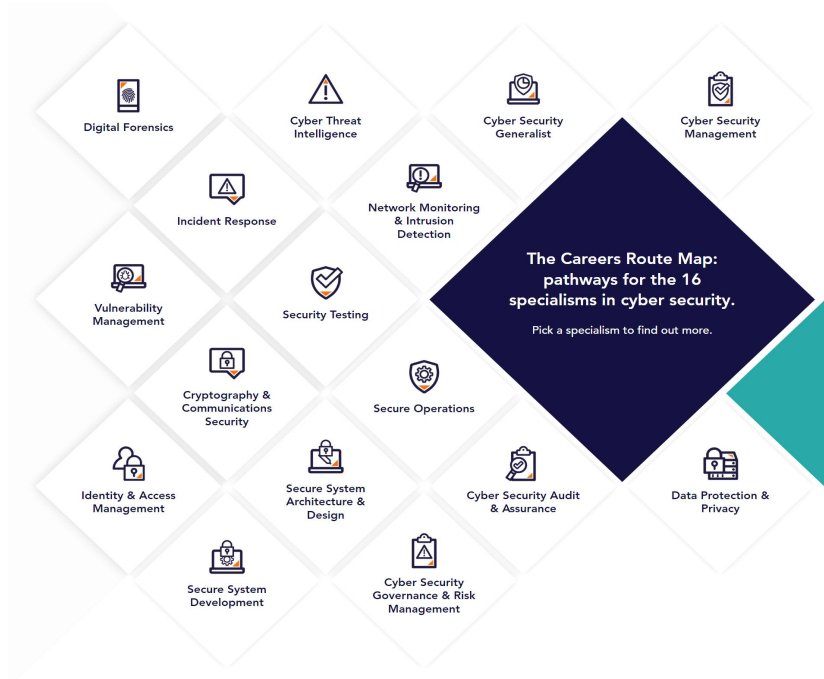 Digital Forensics
Cyber Threat
Intelligence
Cyber Security
Generalist
Cyber Security
Management
Incident Response
Network Monitoring
& Intrusion
Detection
The Careers Route Map:
pathways for the 16
specialisms in cyber security.
Pick a specialism to find out more.
Vulnerability
Management
Security Testing
Cryptography &
Communications
Security
Secure Operations
Identity & Access
Management
Secure System
Architecture &
Design
Cyber Security Audit
& Assurance
Data Protection &
Privacy
Secure System
Development
Cyber Security
Governance & Risk
Management